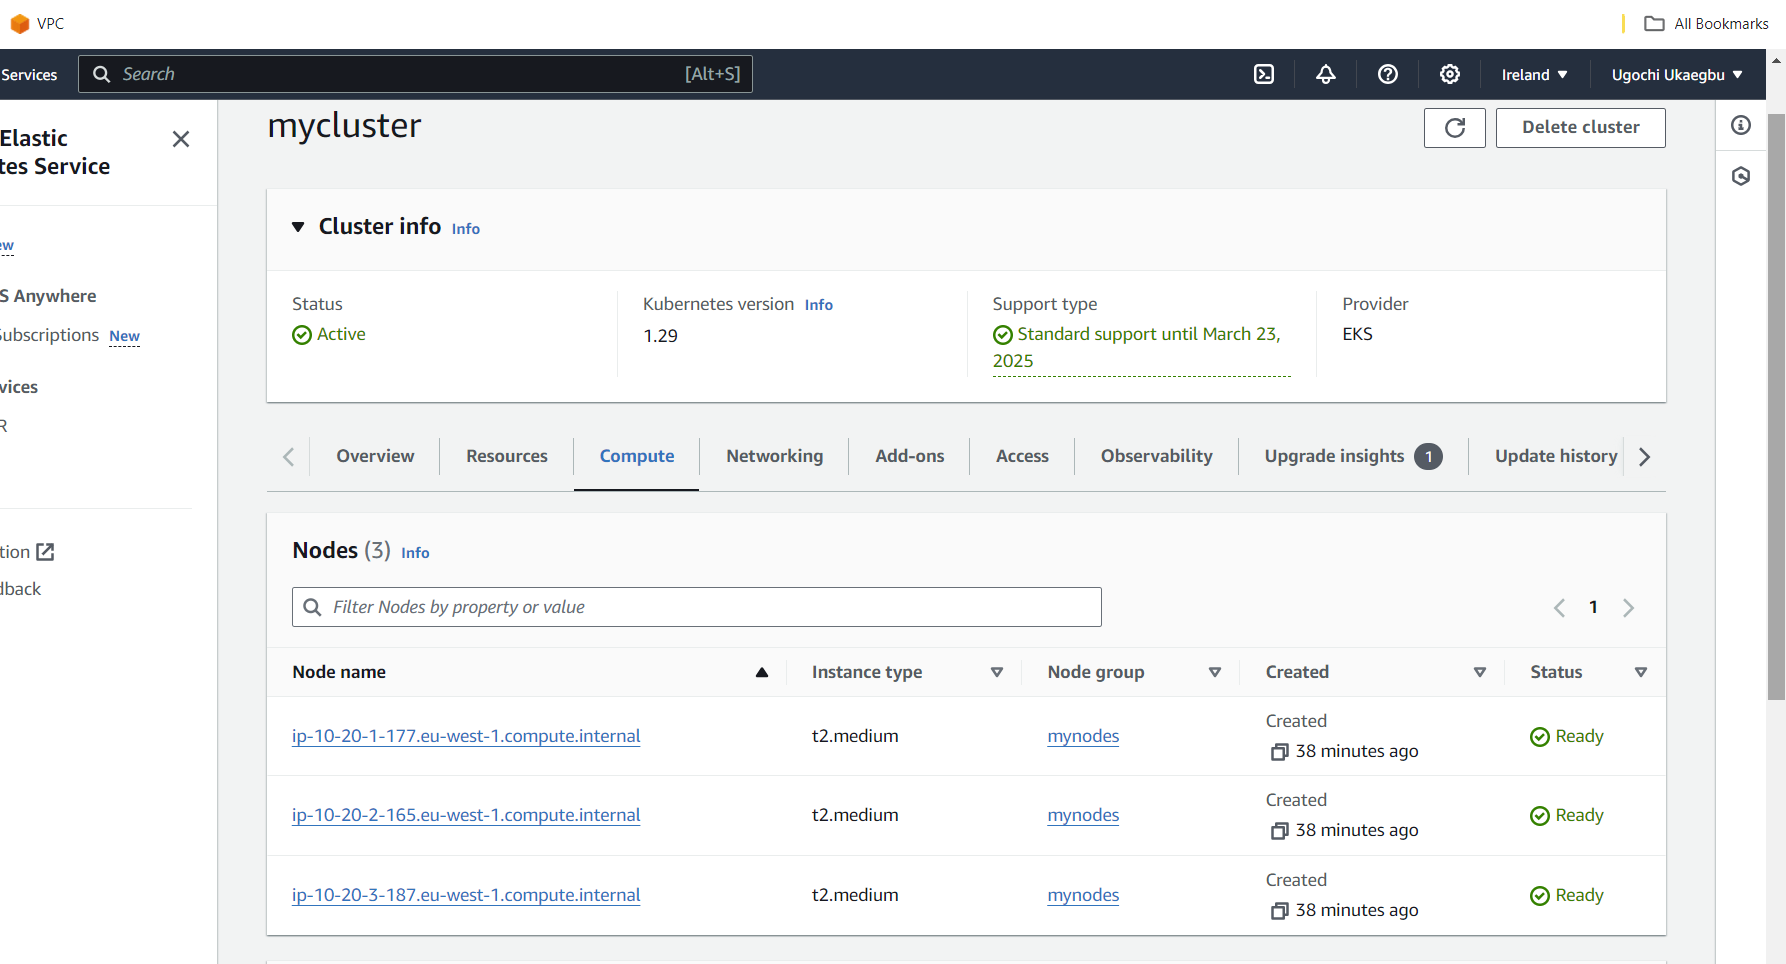 VPC
All Bookmarks
Services
Search
[Alt+S]
Ireland
Ugochi Ukaegbu
Elastic
tes Service
ew
S Anywhere
Subscriptions New
vices
R
tion
dback
mycluster
Delete cluster
Cluster info Info
Status
Active
Kubernetes version Info
1.29
Support type
Standard support until March 23,
2025
Provider
EKS
Overview
Resources
Compute
Networking
Add-ons
Access
Observability
Upgrade insights 1
Update history
Nodes (3) Info
Filter Nodes by property or value
1
Node name Instance type Node group Created Status
ip-10-20-1-177.eu-west-1.compute.internal t2.medium mynodes Created
38 minutes ago
Ready
ip-10-20-2-165.eu-west-1.compute.internal t2.medium mynodes Created
38 minutes ago
Ready
ip-10-20-3-187.eu-west-1.compute.internal t2.medium mynodes Created
38 minutes ago
Ready